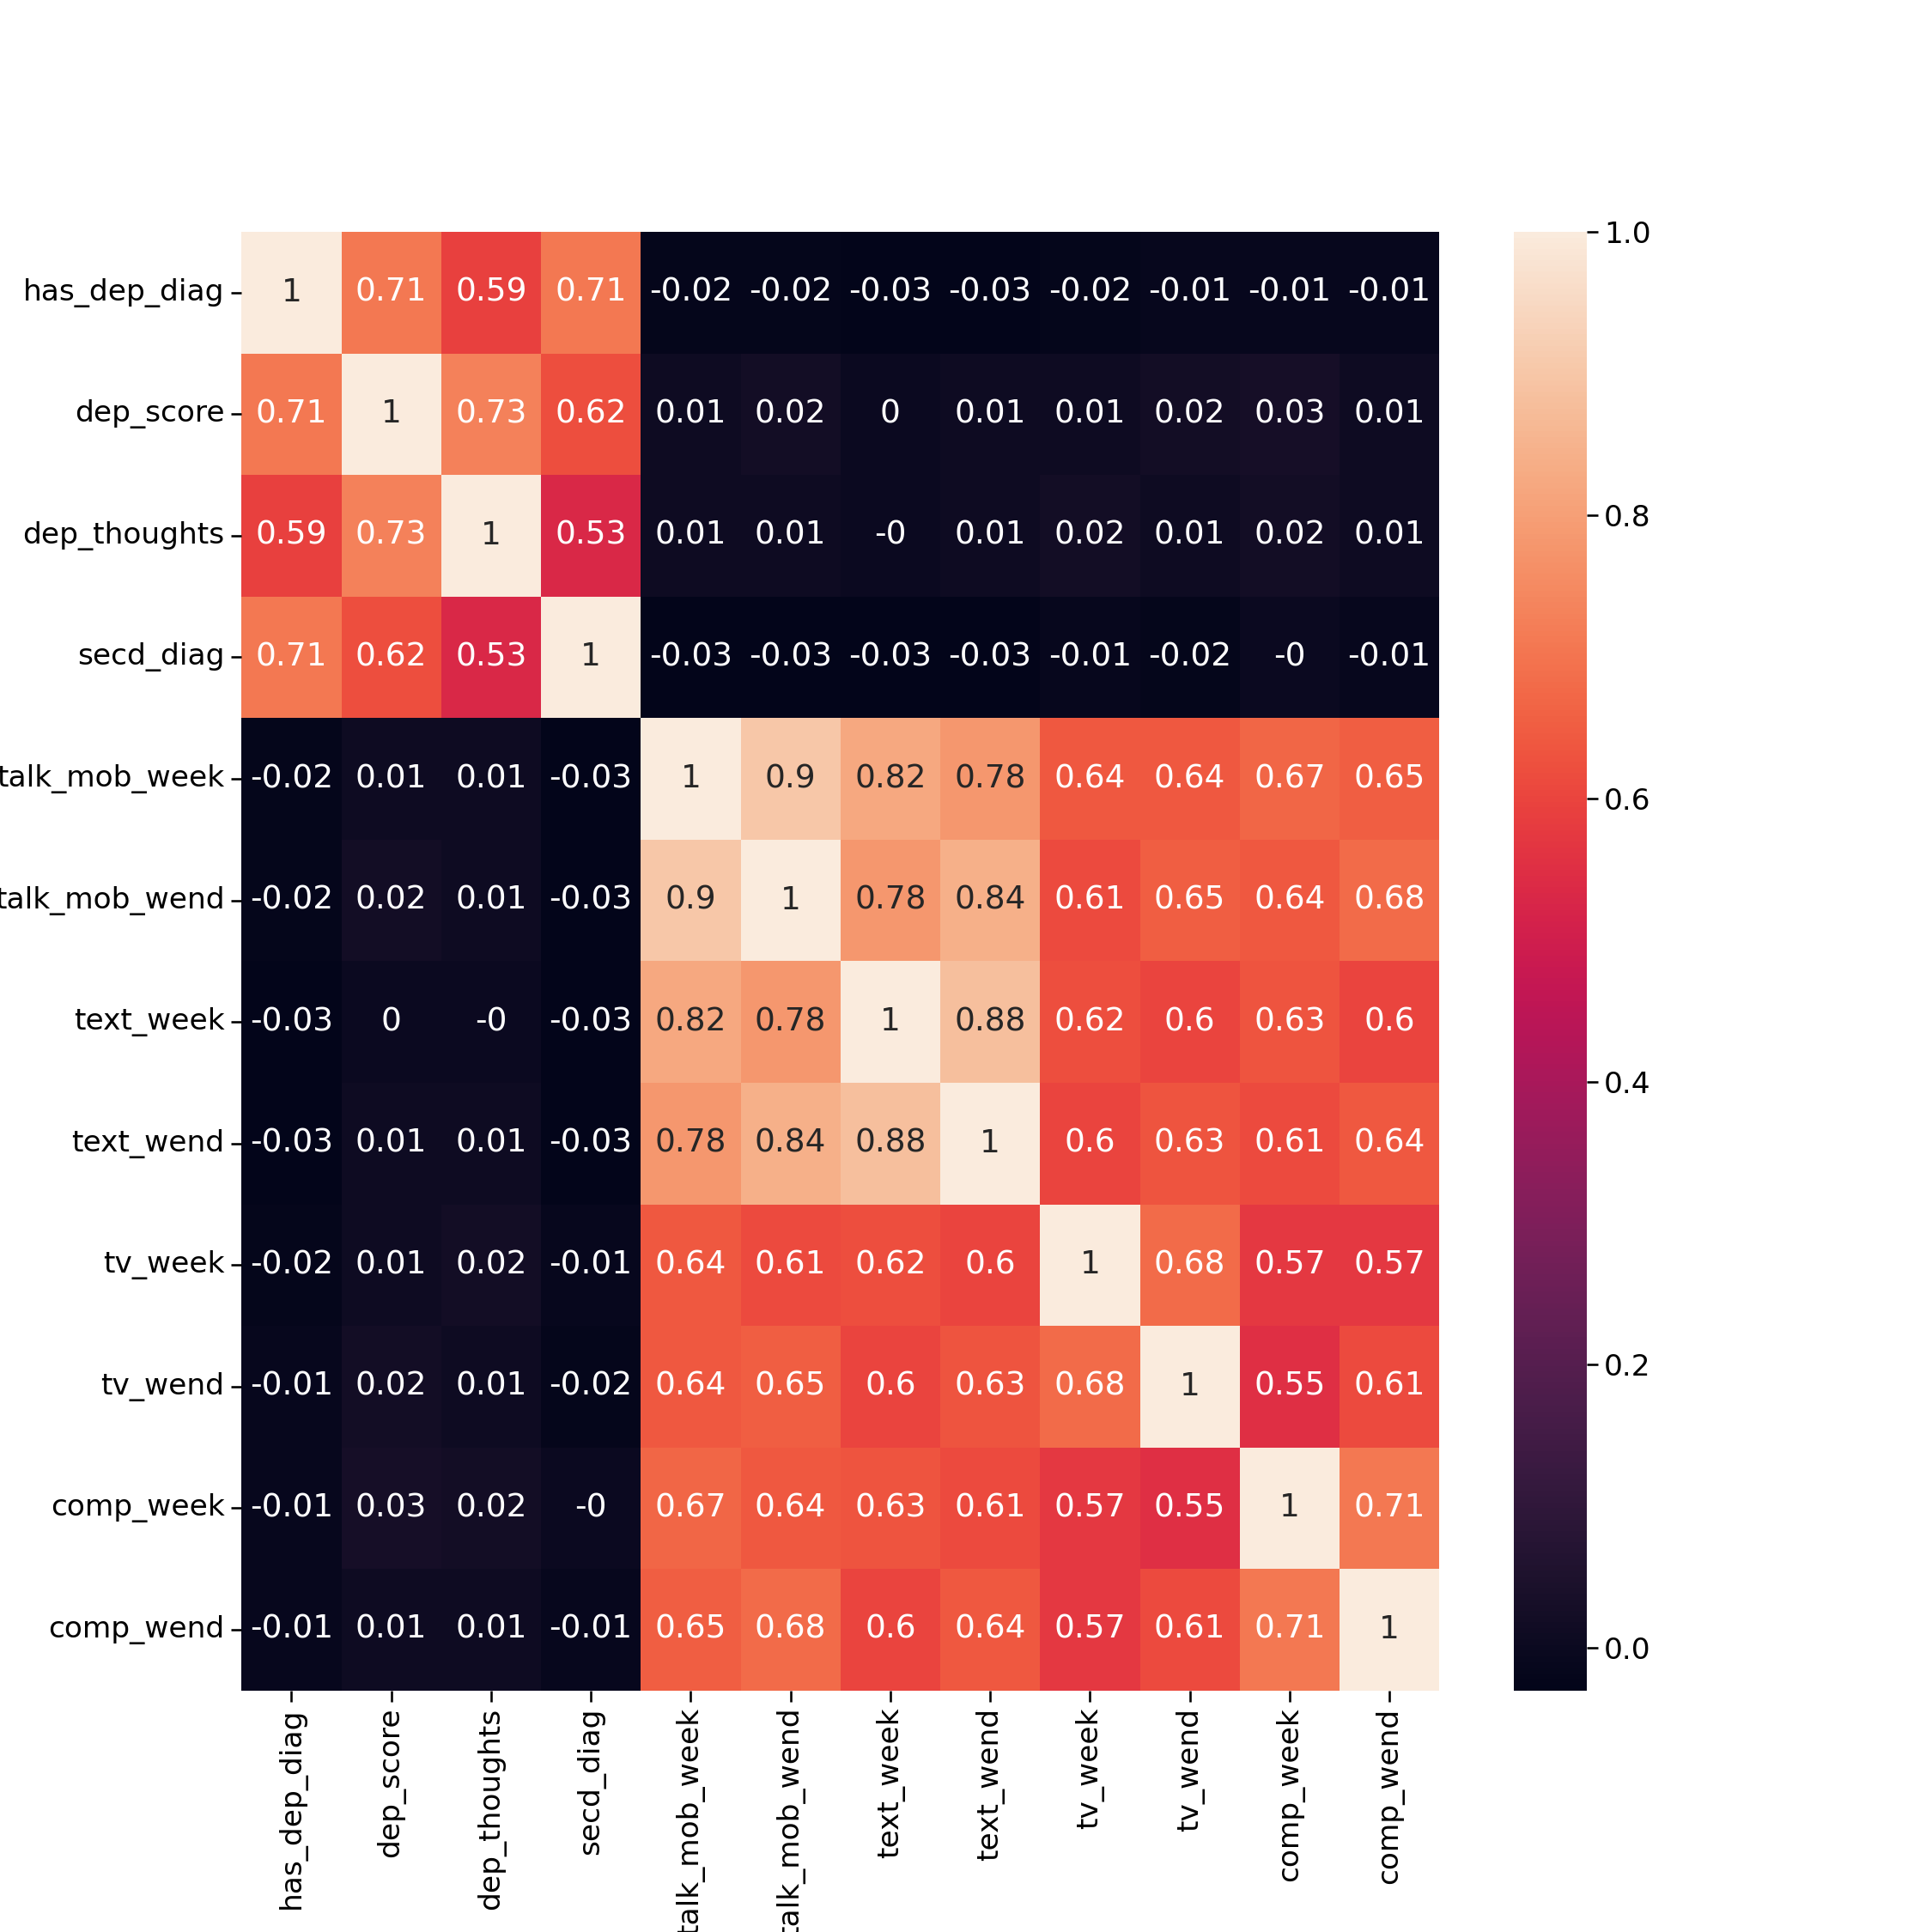 has_dep_diag 1 0.71 0.59 0.71 -0.02 -0.02 -0.03 -0.03 -0.02 -0.01 -0.01 -0.01
dep_score 0.71 1 0.73 0.62 0.01 0.02 0 0.01 0.01 0.02 0.03 0.01
dep_thoughts 0.59 0.73 1 0.53 0.01 0.01 -0 0.01 0.02 0.01 0.02 0.01
secd_diag 0.71 0.62 0.53 1 -0.03 -0.03 -0.03 -0.03 -0.01 -0.02 -0 -0.01
talk_mob_week -0.02 0.01 0.01 -0.03 1 0.9 0.82 0.78 0.64 0.64 0.67 0.65
talk_mob_wend -0.02 0.02 0.01 -0.03 0.9 1 0.78 0.84 0.61 0.65 0.64 0.68
text_week -0.03 0 -0 -0.03 0.82 0.78 1 0.88 0.62 0.6 0.63 0.6
text_wend -0.03 0.01 0.01 -0.03 0.78 0.84 0.88 1 0.6 0.63 0.61 0.64
tv_week -0.02 0.01 0.02 -0.01 0.64 0.61 0.62 0.6 1 0.68 0.57 0.57
tv_wend -0.01 0.02 0.01 -0.02 0.64 0.65 0.6 0.63 0.68 1 0.55 0.61
comp_week -0.01 0.03 0.02 -0 0.67 0.64 0.63 0.61 0.57 0.55 1 0.71
comp_wend -0.01 0.01 0.01 -0.01 0.65 0.68 0.6 0.64 0.57 0.61 0.71 1
has_dep_diag
dep_score
dep_thoughts
secd_diag
talk_mob_week
talk_mob_wend
text_week
text_wend
tv_week
tv_wend
comp_week
comp_wend
1.0
0.8
0.6
0.4
0.2
0.0